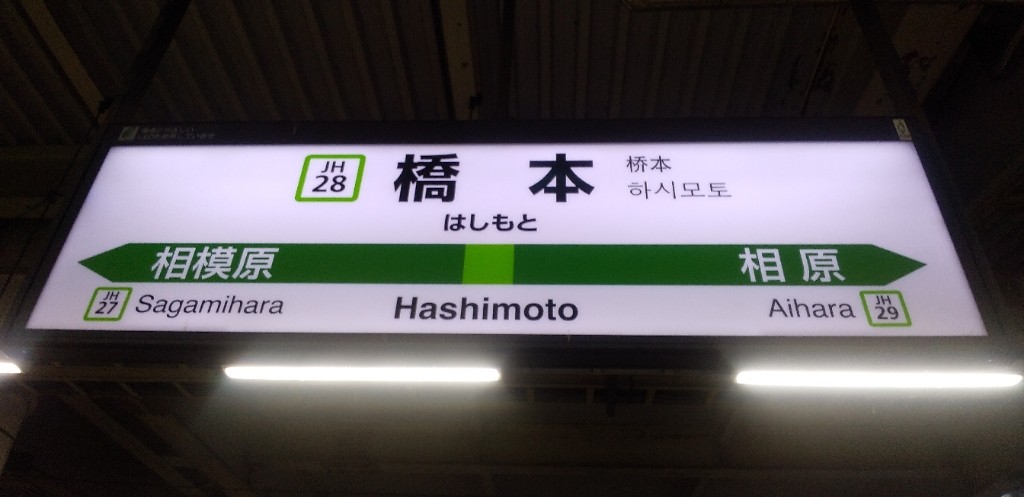 JH
28
橋本
桥本
하시모토
はしもと
相模原
相原
JH
27
Sagamihara
Hashimoto
Aihara
JH
29